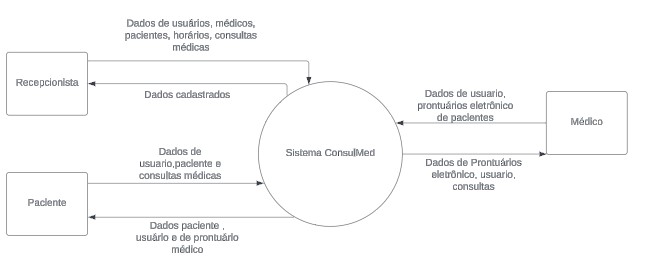 Dados de usuários, médicos,
pacientes, horários, consultas
médicas
Recepcionista
Dados cadastrados
Dados de usuario,
prontuários eletrônico
de pacientes
Médico
Sistema ConsulMed
Dados de
usuario,paciente e
consultas médicas
Dados de Prontuários
eletrônico, usuario,
consultas
Paciente
Dados paciente ,
usuário e de prontuário
médico